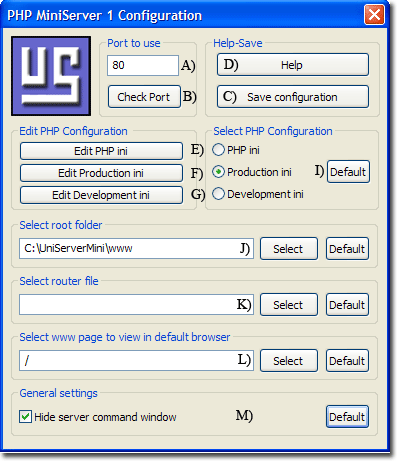 PHP MiniServer 1 Configuration
US
Port to use
80 A)
Check Port B)
Help-Save
D) Help
C) Save configuration
Edit PHP Configuration
Edit PHP ini E)
Edit Production ini F)
Edit Development ini G)
Select PHP Configuration
PHP ini
Production ini I) Default
Development ini
Select root folder
C:\UniServerMini\www J) Select Default
Select router file
K) Select Default
Select www page to view in default browser
/ L) Select Default
General settings
Hide server command window M) Default